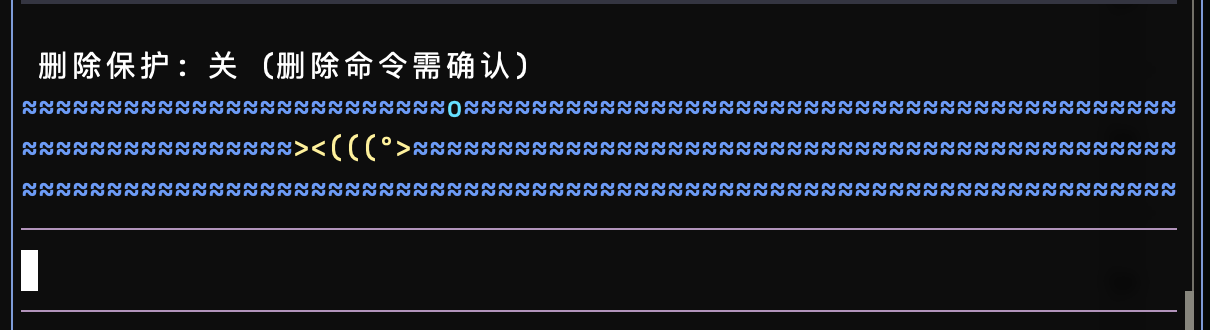 删除保护: 关 (删除命令需确认)
≈≈≈≈≈≈≈≈≈≈≈≈≈≈≈≈≈≈≈≈≈≈≈≈≈o≈≈≈≈≈≈≈≈≈≈≈≈≈≈≈≈≈≈≈≈≈≈≈≈≈≈≈≈≈≈≈≈≈≈≈≈≈≈≈≈≈≈
≈≈≈≈≈≈≈≈≈≈≈≈≈≈≈≈><(((°>≈≈≈≈≈≈≈≈≈≈≈≈≈≈≈≈≈≈≈≈≈≈≈≈≈≈≈≈≈≈≈≈≈≈≈≈≈≈≈≈≈≈≈≈≈
≈≈≈≈≈≈≈≈≈≈≈≈≈≈≈≈≈≈≈≈≈≈≈≈≈≈≈≈≈≈≈≈≈≈≈≈≈≈≈≈≈≈≈≈≈≈≈≈≈≈≈≈≈≈≈≈≈≈≈≈≈≈≈≈≈≈≈≈